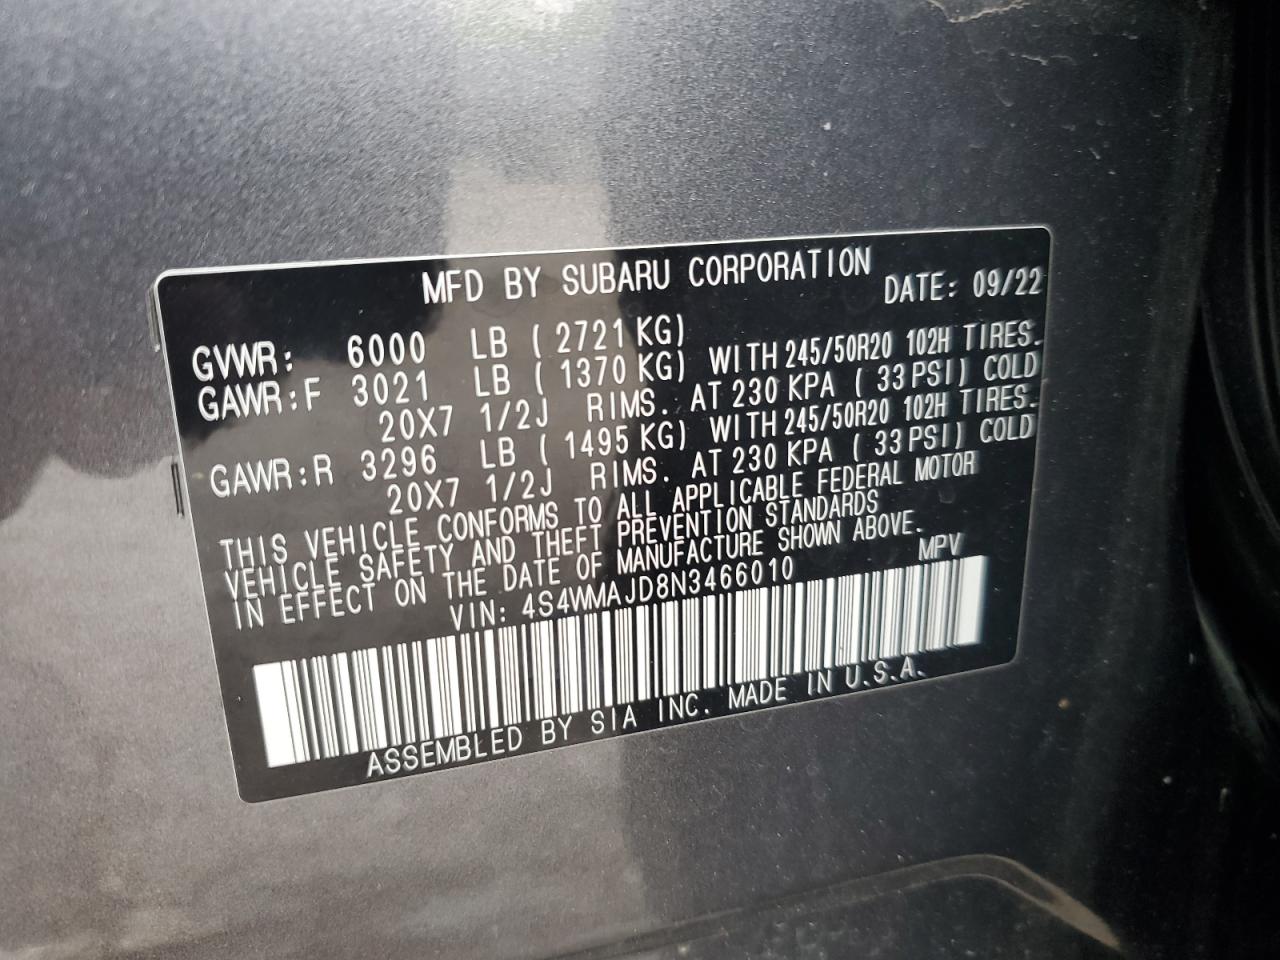 MFD BY SUBARU CORPORATION
DATE: 09/22
GVWR: 6000 LB ( 2721 KG)
GAWR:F 3021 LB ( 1370 KG) WITH 245/50R20 102H TIRES.
20X7 1/2J RIMS. AT 230 KPA ( 33 PSI) COLD
GAWR:R 3296 LB ( 1495 KG) WITH 245/50R20 102H TIRES.
20X7 1/2J RIMS. AT 230 KPA ( 33 PSI) COLD
THIS VEHICLE CONFORMS TO ALL APPLICABLE FEDERAL MOTOR
VEHICLE SAFETY AND THEFT PREVENTION STANDARDS
IN EFFECT ON THE DATE OF MANUFACTURE SHOWN ABOVE.
VIN: 4S4WMAJD8N3466010 MPV
ASSEMBLED BY SIA INC. MADE IN U.S.A.